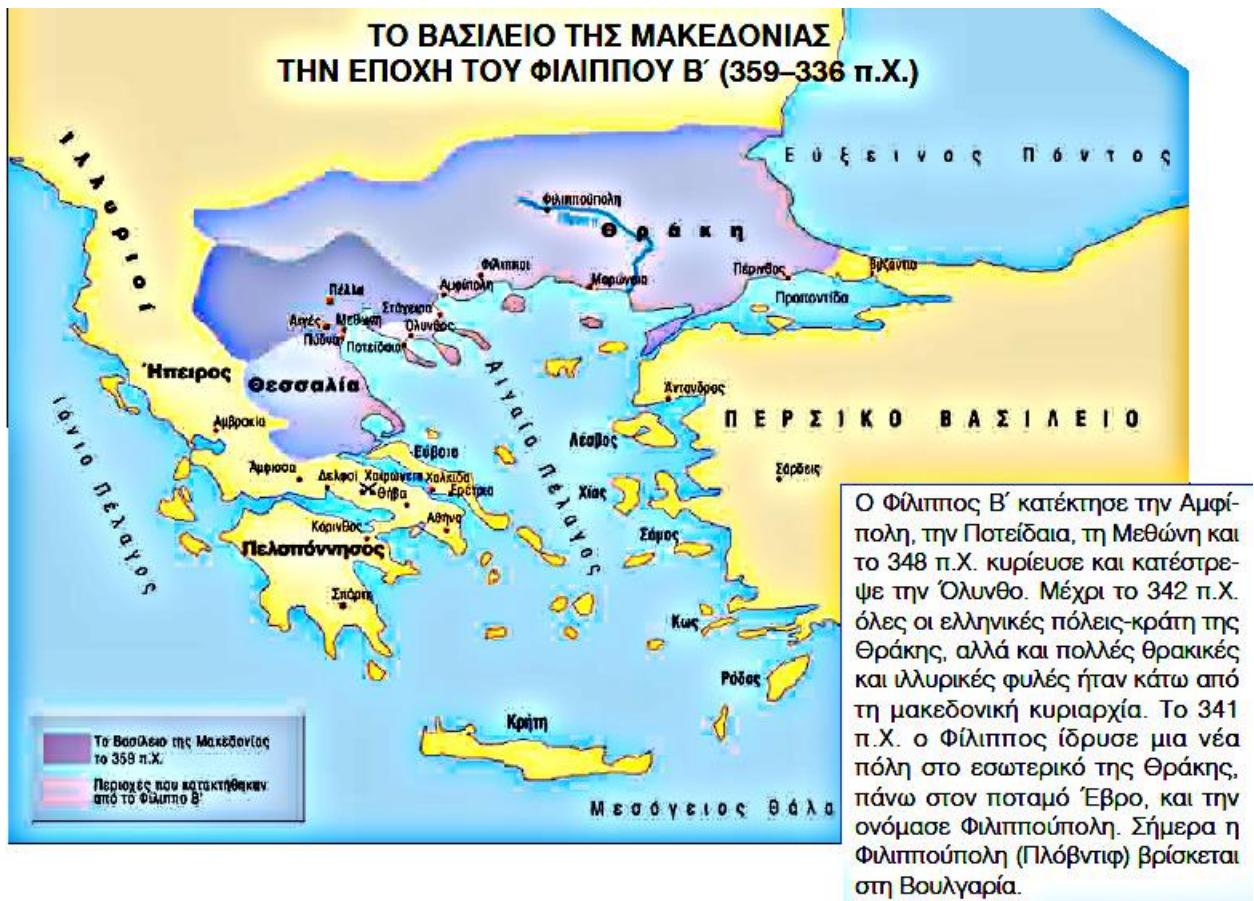 ΤΟ ΒΑΣΙΛΕΙΟ ΤΗΣ ΜΑΚΕΔΟΝΙΑΣ
ΤΗΝ ΕΠΟΧΗ ΤΟΥ ΦΙΛΙΠΠΟΥ Β΄ (359–336 π.Χ.)
Ιλλυριοί
Εύξεινος Πόντος
Φιλιππούπολη
Θράκη
Φίλιπποι
Μαρώνεια
Πέρινθος
Βυζάντιο
Αμφίπολη
Προποντίδα
Πέλλα
Στάγειρα
Αιγές
Μεθώνη
Όλυνθος
Πύδνα
Ποτείδαια
Ήπειρος
Θεσσαλία
Αιγαίο Πέλαγος
Άντανδρος
Ιόνιο Πέλαγος
ΠΕΡΣΙΚΟ ΒΑΣΙΛΕΙΟ
Αμβρακία
Λέσβος
Εύβοια
Άμφισσα
Δελφοί
Χαιρώνεια
Χαλκίδα
Σάρδεις
Θήβα
Ερέτρια
Χίος
Κόρινθος
Αθήνα
Πελοπόννησος
Σάμος
Σπάρτη
Κως
Ρόδος
Κρήτη
Μεσόγειος Θάλα
Το Βασίλειο της Μακεδονίας
το 359 π.Χ.
Περιοχές που κατακτήθηκαν
από το Φίλιππο Β΄
Ο Φίλιππος Β΄ κατέκτησε την Αμφί-
πολη, την Ποτείδαια, τη Μεθώνη και
το 348 π.Χ. κυρίευσε και κατέστρε-
ψε την Όλυνθο. Μέχρι το 342 π.Χ.
όλες οι ελληνικές πόλεις-κράτη της
Θράκης, αλλά και πολλές θρακικές
και ιλλυρικές φυλές ήταν κάτω από
τη μακεδονική κυριαρχία. Το 341
π.Χ. ο Φίλιππος ίδρυσε μια νέα
πόλη στο εσωτερικό της Θράκης,
πάνω στον ποταμό Έβρο, και την
ονόμασε Φιλιππούπολη. Σήμερα η
Φιλιππούπολη (Πλόβντιφ) βρίσκεται
στη Βουλγαρία.